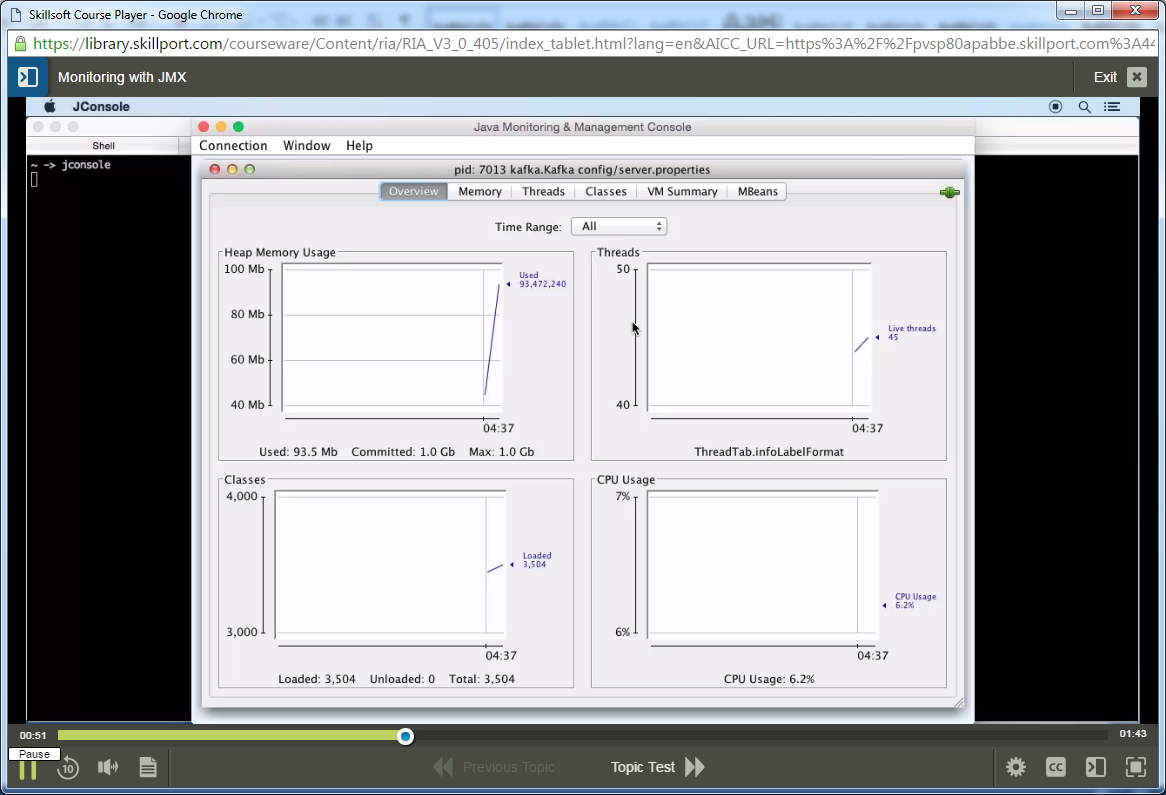 Skillsoft Course Player - Google Chrome
https://library.skillport.com/courseware/Content/ria/RIA_V3_0_405/index_tablet.html?lang=en&AICC_URL=https%3A%2F%2Fpvsp80apabbe.skillport.com%3A44
Monitoring with JMX
Exit
JConsole
Shell
~ -> jconsole
Java Monitoring & Management Console
Connection Window Help
pid: 7013 kafka.Kafka config/server.properties
Overview Memory Threads Classes VM Summary MBeans
Time Range: All
Heap Memory Usage
100 Mb
80 Mb
60 Mb
40 Mb
Used
93,472,240
04:37
Used: 93.5 Mb Committed: 1.0 Gb Max: 1.0 Gb
Threads
50
40
Live threads
45
04:37
ThreadTab.infoLabelFormat
Classes
4,000
3,000
Loaded
3,504
04:37
Loaded: 3,504 Unloaded: 0 Total: 3,504
CPU Usage
7%
6%
CPU Usage
6.2%
04:37
CPU Usage: 6.2%
00:51
01:43
Pause
10
Previous Topic
Topic Test
CC